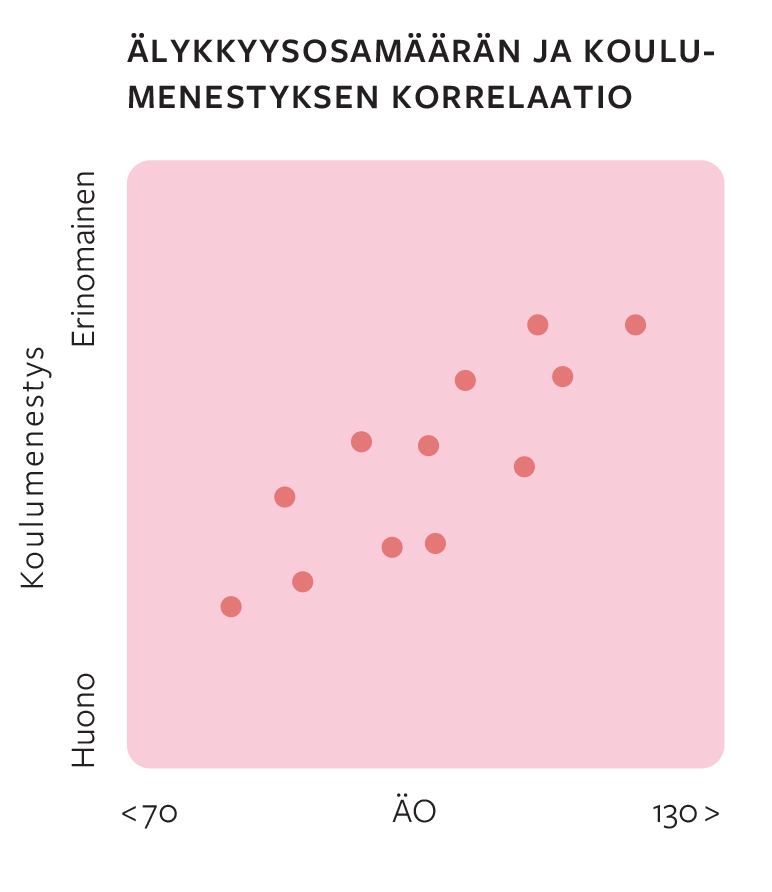 ÄLYKKYYSOSAMÄÄRÄN JA KOULU-
MENESTYKSEN KORRELAATIO
Erinomainen
Koulumenestys
Huono
<70
ÄO
130>